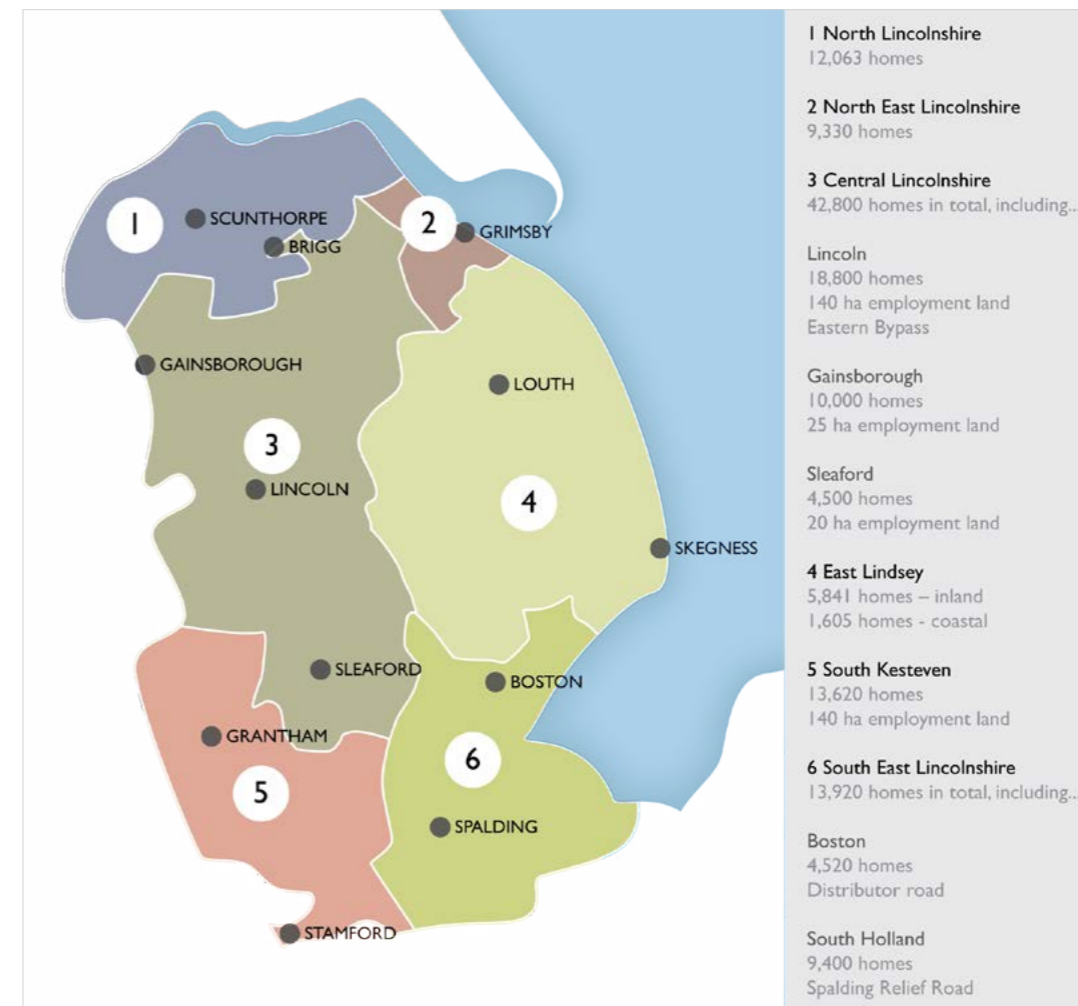 1
SCUNTHORPE
BRIGG
2
GRIMSBY
GAINSBOROUGH
LOUTH
3
LINCOLN
4
SKEGNESS
SLEAFORD
BOSTON
GRANTHAM
5
6
SPALDING
STAMFORD
1 North Lincolnshire
12,063 homes
2 North East Lincolnshire
9,330 homes
3 Central Lincolnshire
42,800 homes in total, including...
Lincoln
18,800 homes
140 ha employment land
Eastern Bypass
Gainsborough
10,000 homes
25 ha employment land
Sleaford
4,500 homes
20 ha employment land
4 East Lindsey
5,841 homes – inland
1,605 homes - coastal
5 South Kesteven
13,620 homes
140 ha employment land
6 South East Lincolnshire
13,920 homes in total, including...
Boston
4,520 homes
Distributor road
South Holland
9,400 homes
Spalding Relief Road